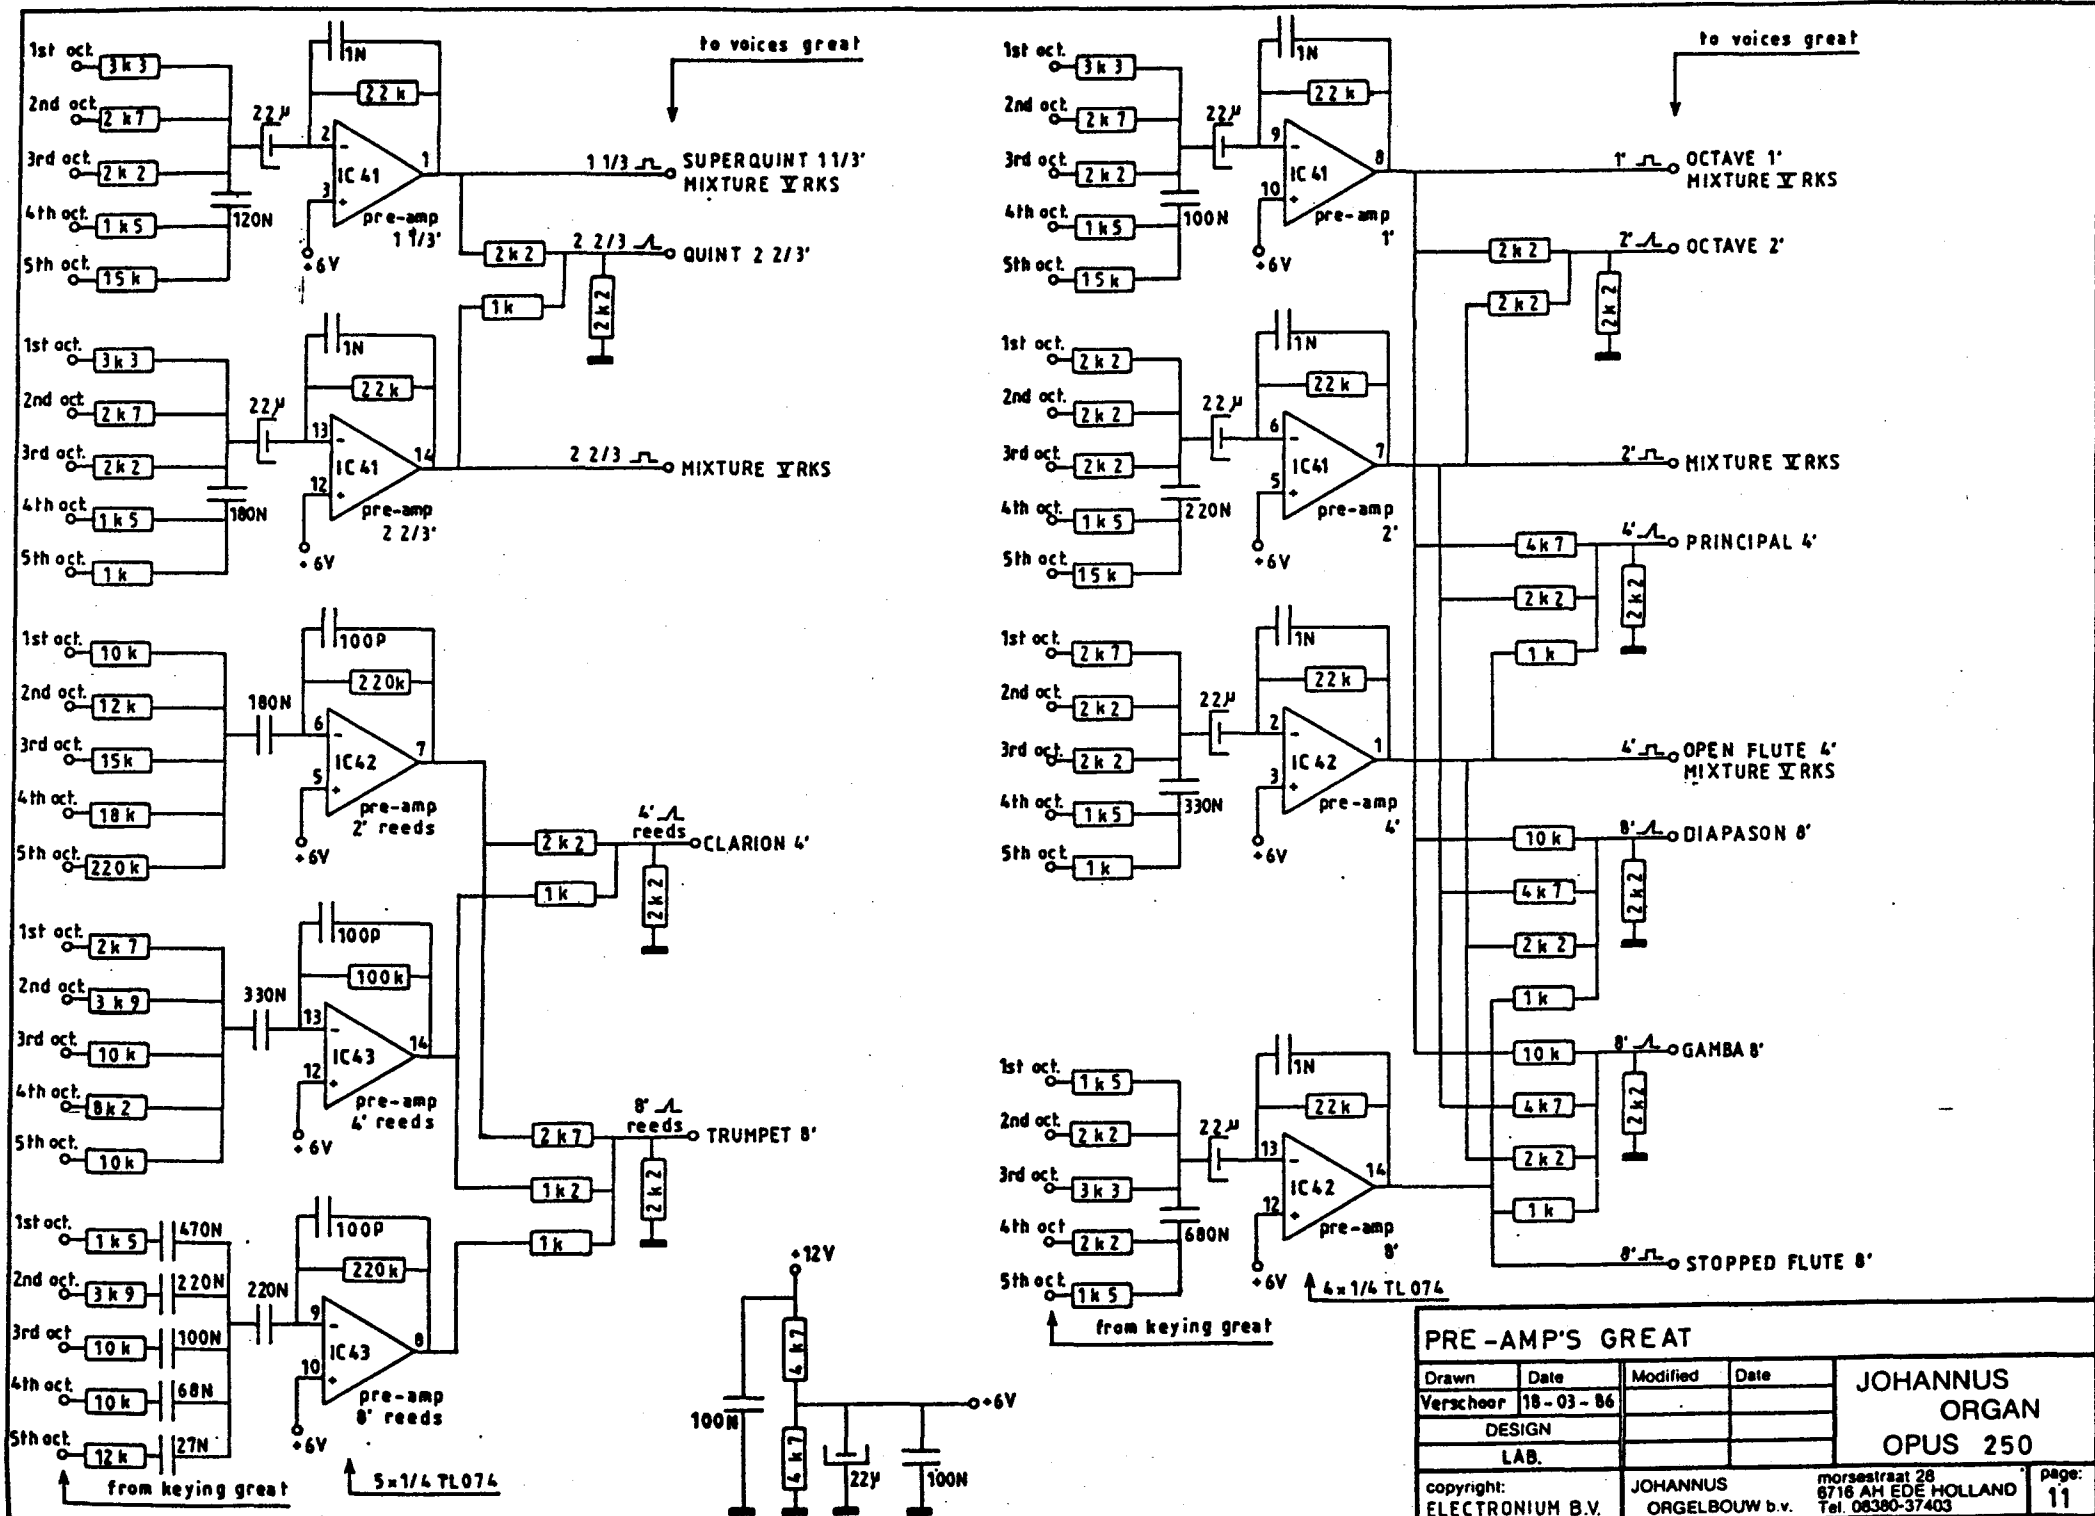 1st oct.
3k3
2nd oct.
2k7
3rd oct.
2k2
4th oct.
1k5
5th oct.
15k
120N
22µ
1N
22k
2
3
1
IC41
+6V
pre-amp
1 1/3'
to voices great
1 1/3
SUPERQUINT 1 1/3'
MIXTURE V RKS
2k2
2 2/3
QUINT 2 2/3'
1k
2k2
1st oct.
3k3
2nd oct.
2k7
3rd oct.
2k2
4th oct.
1k5
5th oct.
1k
180N
22µ
1N
22k
13
12
14
IC41
+6V
pre-amp
2 2/3'
2 2/3
MIXTURE V RKS
1st oct.
10k
2nd oct.
12k
3rd oct.
15k
4th oct.
18k
5th oct.
220k
180N
100P
220k
6
5
7
IC42
+6V
pre-amp
2' reeds
2k2
1k
4'
reeds
CLARION 4'
2k2
1st oct.
2k7
2nd oct.
3k9
3rd oct.
10k
4th oct.
8k2
5th oct.
10k
330N
100P
100k
13
12
14
IC43
+6V
pre-amp
4' reeds
2k7
1k2
1k
8'
reeds
TRUMPET 8'
2k2
1st oct.
1k5
470N
2nd oct.
3k9
220N
3rd oct
10k
100N
4th oct.
10k
68N
5th oct.
12k
27N
220N
100P
220k
9
10
8
IC43
+6V
pre-amp
8' reeds
from keying great
5x1/4 TL074
+12V
4k7
100N
+6V
4k7
22µ
100N
1st oct.
3k3
2nd oct.
2k7
3rd oct.
2k2
4th oct.
1k5
5th oct.
15k
100N
22µ
1N
22k
9
10
8
IC41
+6V
pre-amp
1'
to voices great
1'
OCTAVE 1'
MIXTURE V RKS
2k2
2'
OCTAVE 2'
2k2
2k2
1st oct.
2k2
2nd oct.
2k2
3rd oct.
2k2
4th oct.
1k5
5th oct
15k
220N
22µ
1N
22k
6
5
7
IC41
+6V
pre-amp
2'
2'
MIXTURE V RKS
4k7
4'
PRINCIPAL 4'
2k2
1k
2k2
1st oct.
2k7
2nd oct.
2k2
3rd oct.
2k2
4th oct.
1k5
5th oct
1k
330N
22µ
1N
22k
2
3
1
IC42
+6V
pre-amp
4'
4'
OPEN FLUTE 4'
MIXTURE V RKS
10k
8'
DIAPASON 8'
4k7
2k2
1k
2k2
10k
8'
GAMBA 8'
4k7
2k2
1k
2k2
1st oct.
1k5
2nd oct.
2k2
3rd oct.
3k3
4th oct
2k2
5th oct.
1k5
680N
22µ
1N
22k
13
12
14
IC42
+6V
pre-amp
8'
8'
STOPPED FLUTE 8'
4x1/4 TL074
from keying great
PRE-AMP'S GREAT
Drawn Date Modified Date
Verschoor 18-03-86
DESIGN
LAB.
JOHANNUS
ORGAN
OPUS 250
copyright:
ELECTRONIUM B.V.
JOHANNUS
ORGELBOUW b.v.
morsestraat 28
6716 AH EDE HOLLAND
Tel. 08380-37403
page:
11